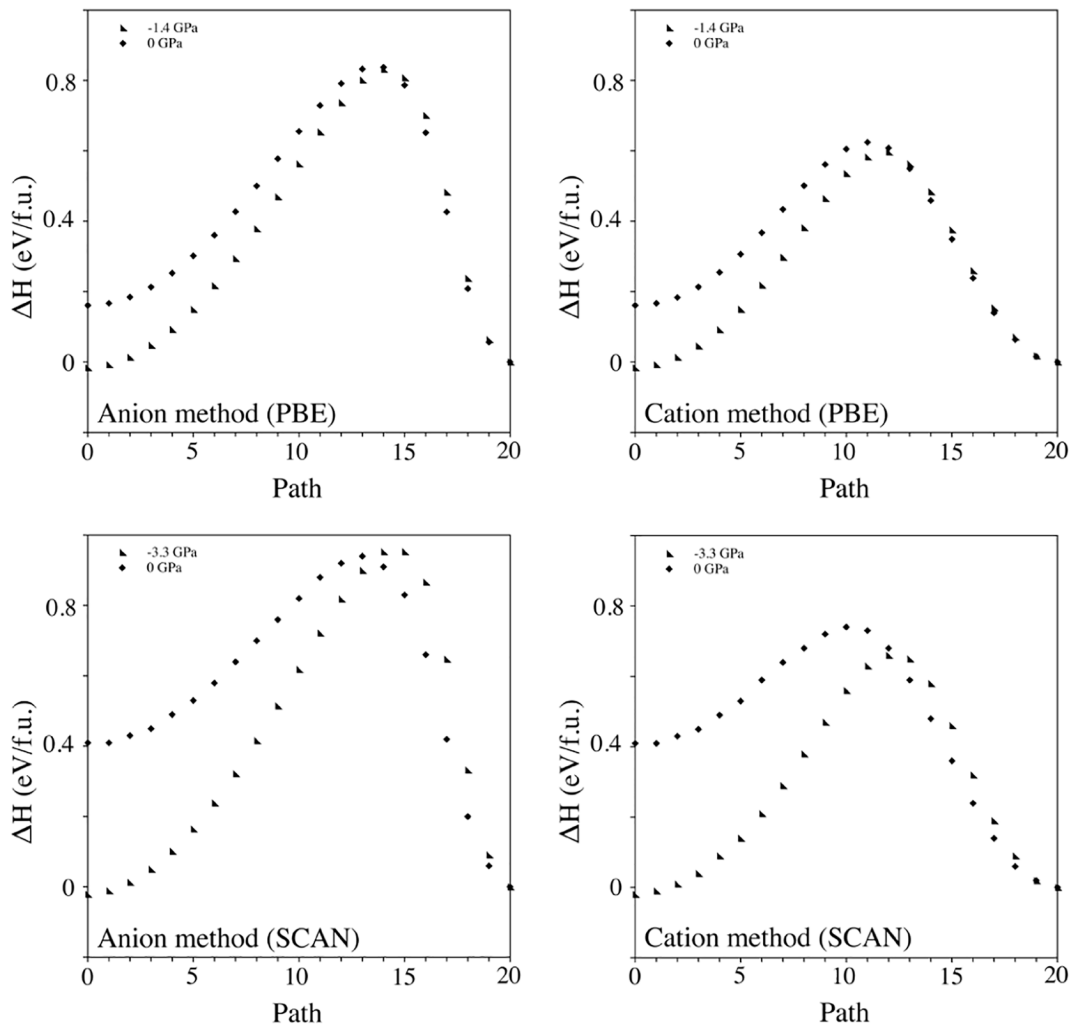 -1.4 GPa
0 GPa
0.8
0.4
0
ΔH (eV/f.u.)
Anion method (PBE)
0 5 10 15 20
Path
-1.4 GPa
0 GPa
0.8
0.4
0
ΔH (eV/f.u.)
Cation method (PBE)
0 5 10 15 20
Path
-3.3 GPa
0 GPa
0.8
0.4
0
ΔH (eV/f.u.)
Anion method (SCAN)
0 5 10 15 20
Path
-3.3 GPa
0 GPa
0.8
0.4
0
ΔH (eV/f.u.)
Cation method (SCAN)
0 5 10 15 20
Path